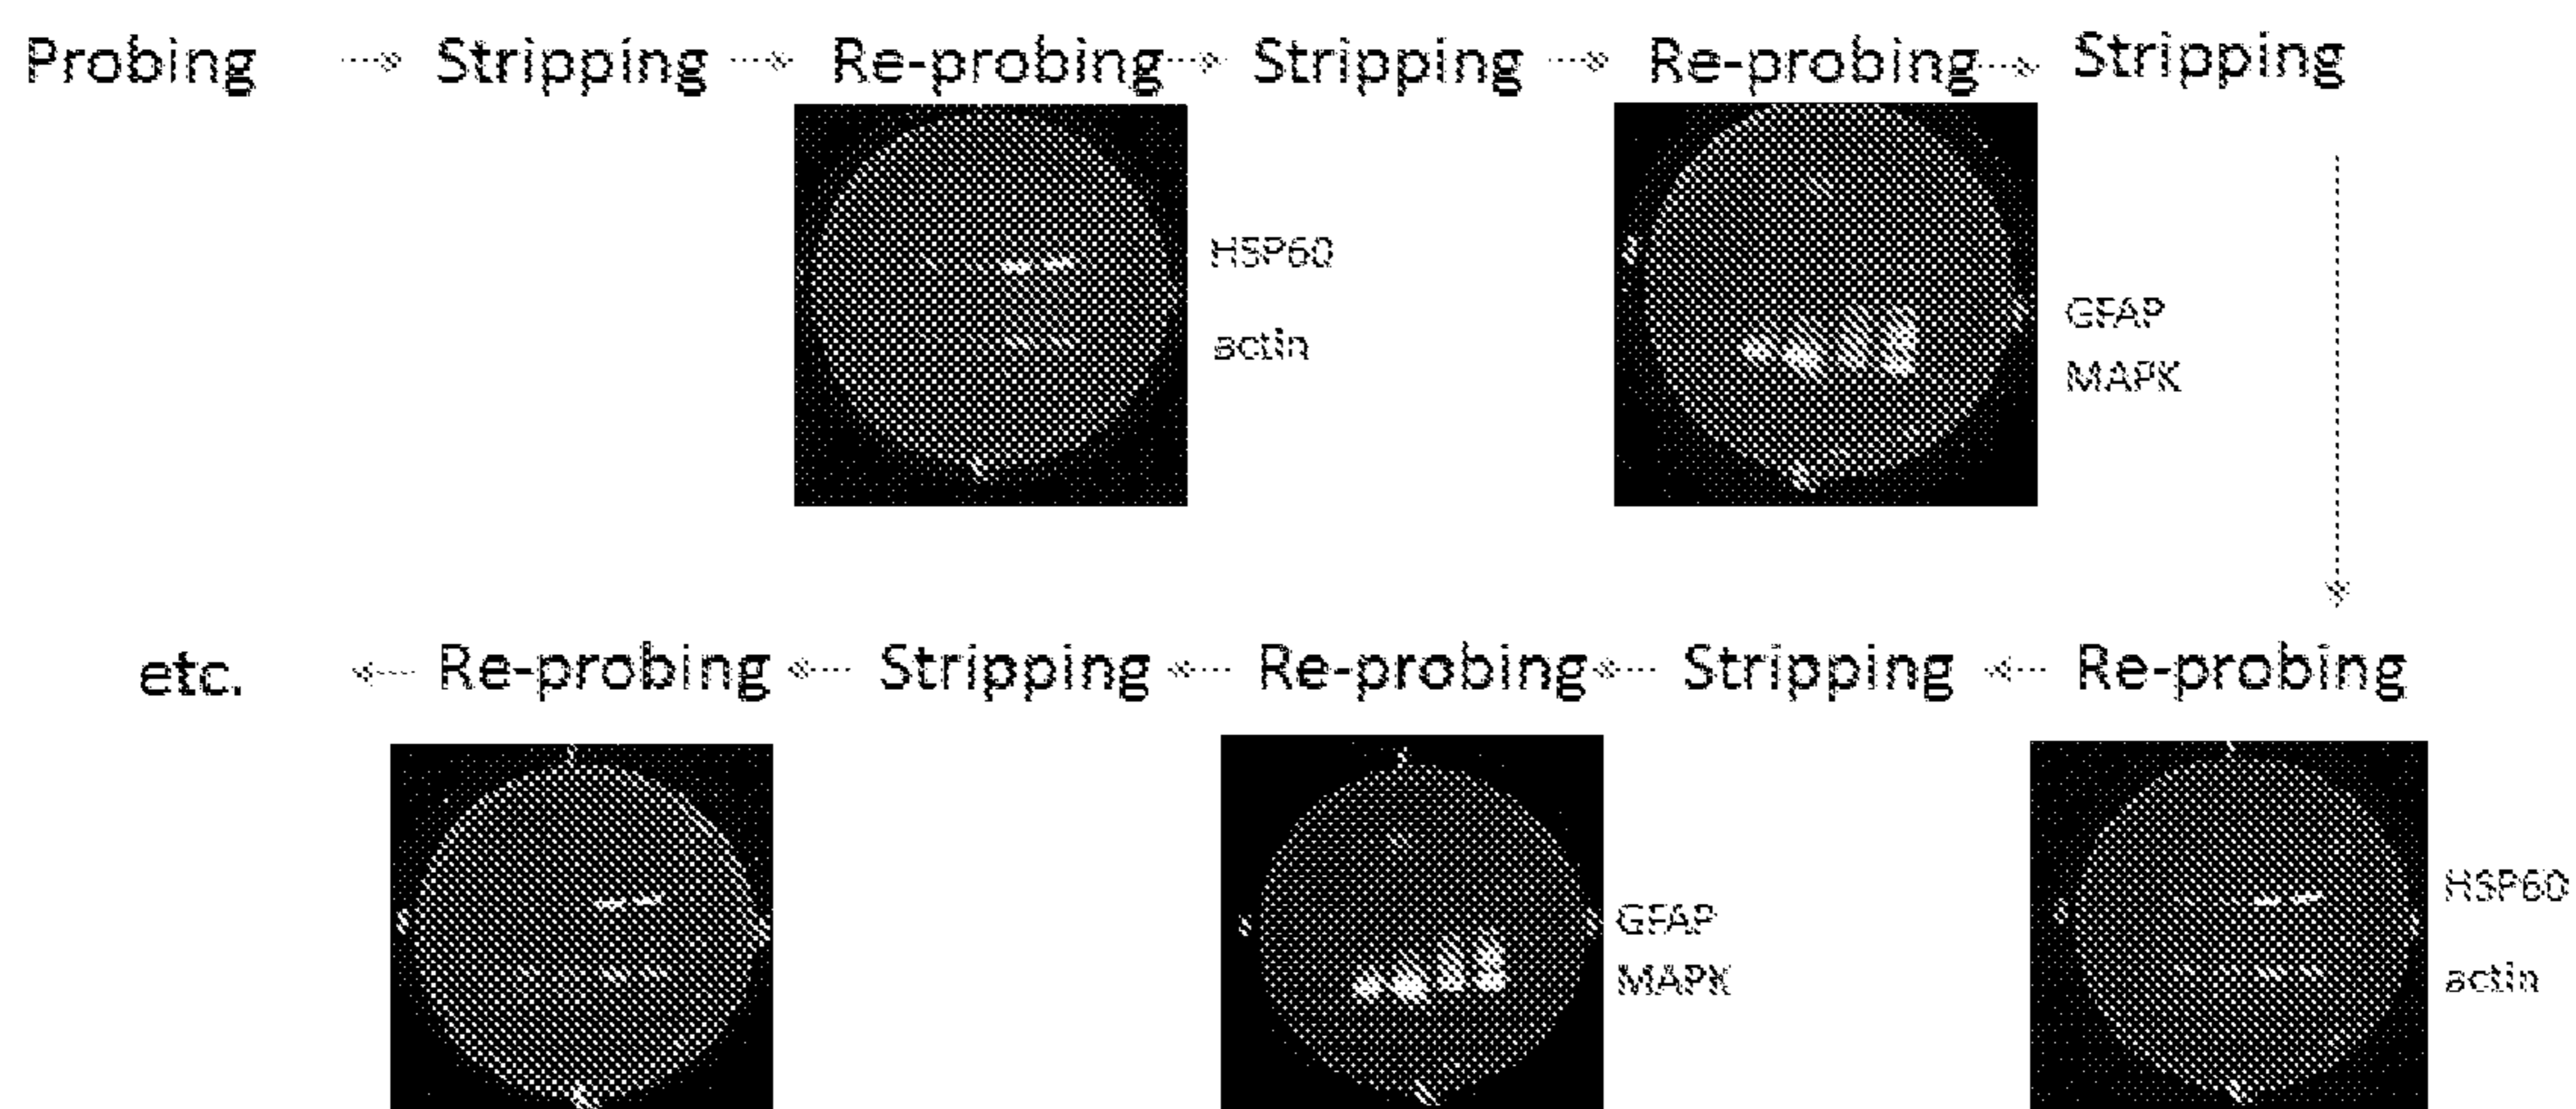 Probing Stripping Re-probing Stripping Re-probing Stripping
HSP60
actin
GFAP
MAPK
etc. Re-probing Stripping Re-probing Stripping Re-probing
GFAP
MAPK
HSP60
actin